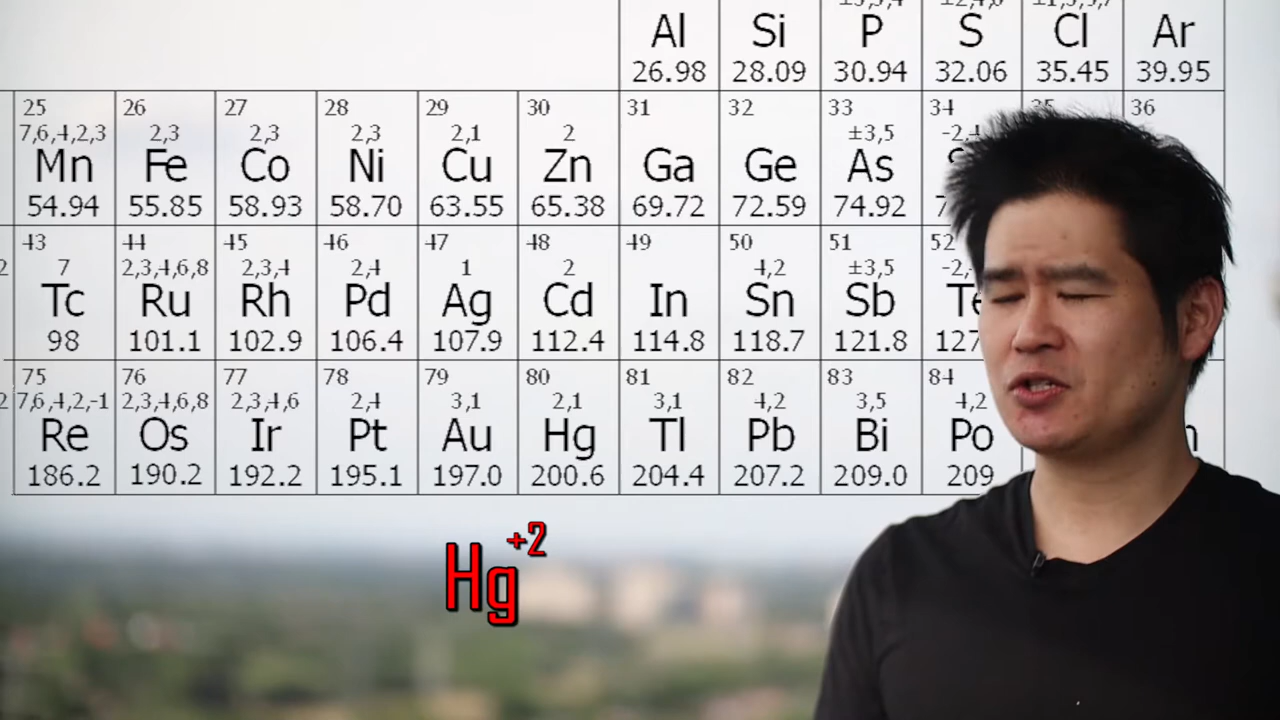 Al Si P S Cl Ar
26.98 28.09 30.94 32.06 35.45 39.95
25 26 27 28 29 30 31 32 33 34 36
7,6,4,2,3 2,3 2,3 2,3 2,1 2 ±3,5
Mn Fe Co Ni Cu Zn Ga Ge As
54.94 55.85 58.93 58.70 63.55 65.38 69.72 72.59 74.92
43 44 45 46 47 48 49 50 51 52
7 2,3,4,6,8 2,3,4 2,4 1 2 4,2 ±3,5
Tc Ru Rh Pd Ag Cd In Sn Sb Te
98 101.1 102.9 106.4 107.9 112.4 114.8 118.7 121.8 127
75 76 77 78 79 80 81 82 83 84
7,6,4,2,-1 2,3,4,6,8 2,3,4,6 2,4 3,1 2,1 3,1 4,2 3,5 4,2
Re Os Ir Pt Au Hg Tl Pb Bi Po
186.2 190.2 192.2 195.1 197.0 200.6 204.4 207.2 209.0 209
Hg+2